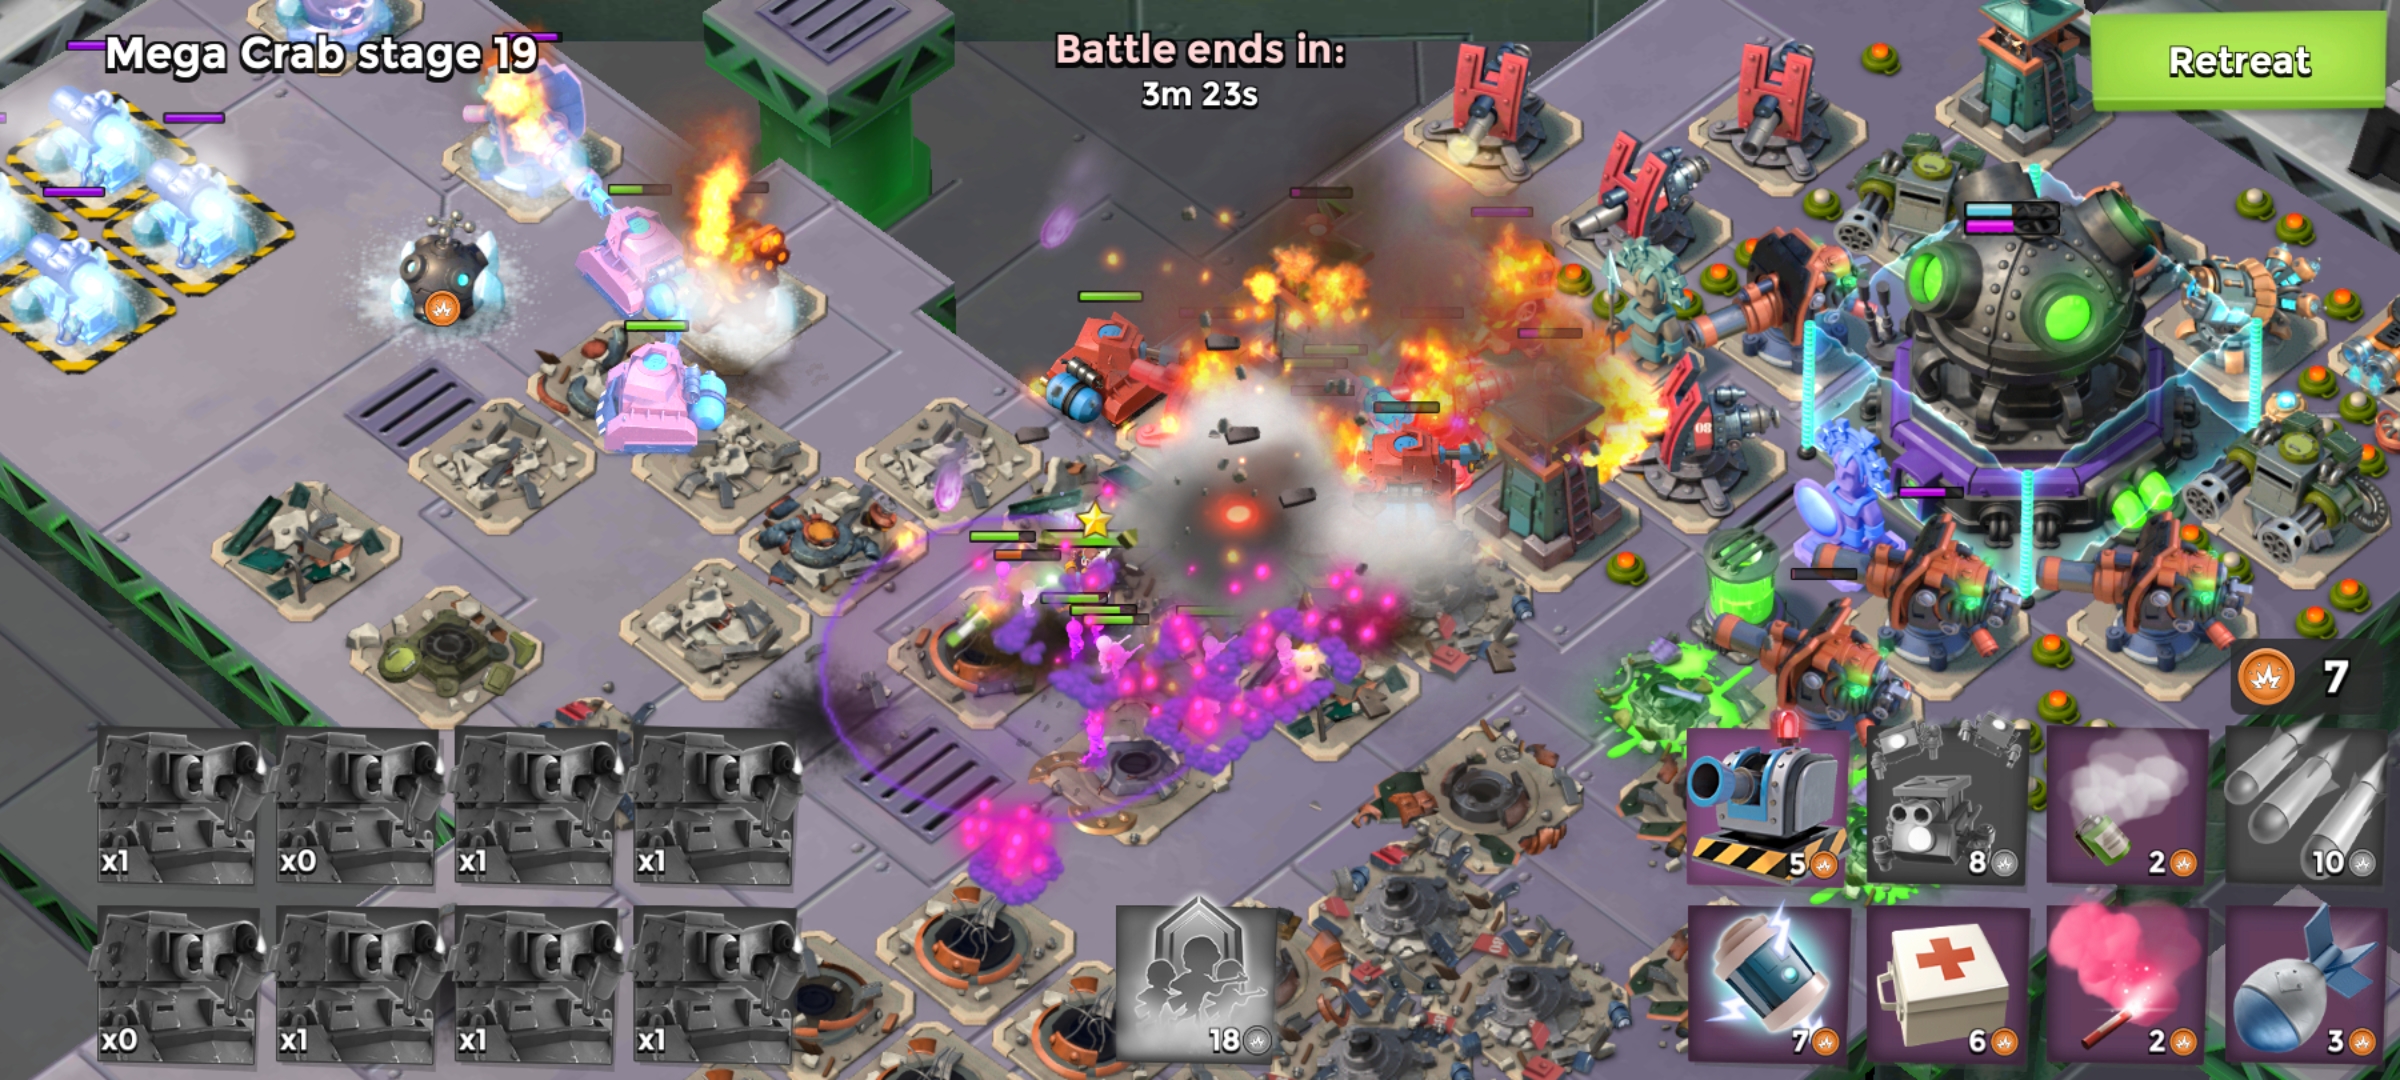 Mega Crab stage 19
Battle ends in:
3m 23s
Retreat
7
x1
x0
x1
x1
5
8
2
10
x0
x1
x1
x1
18
7
6
2
3